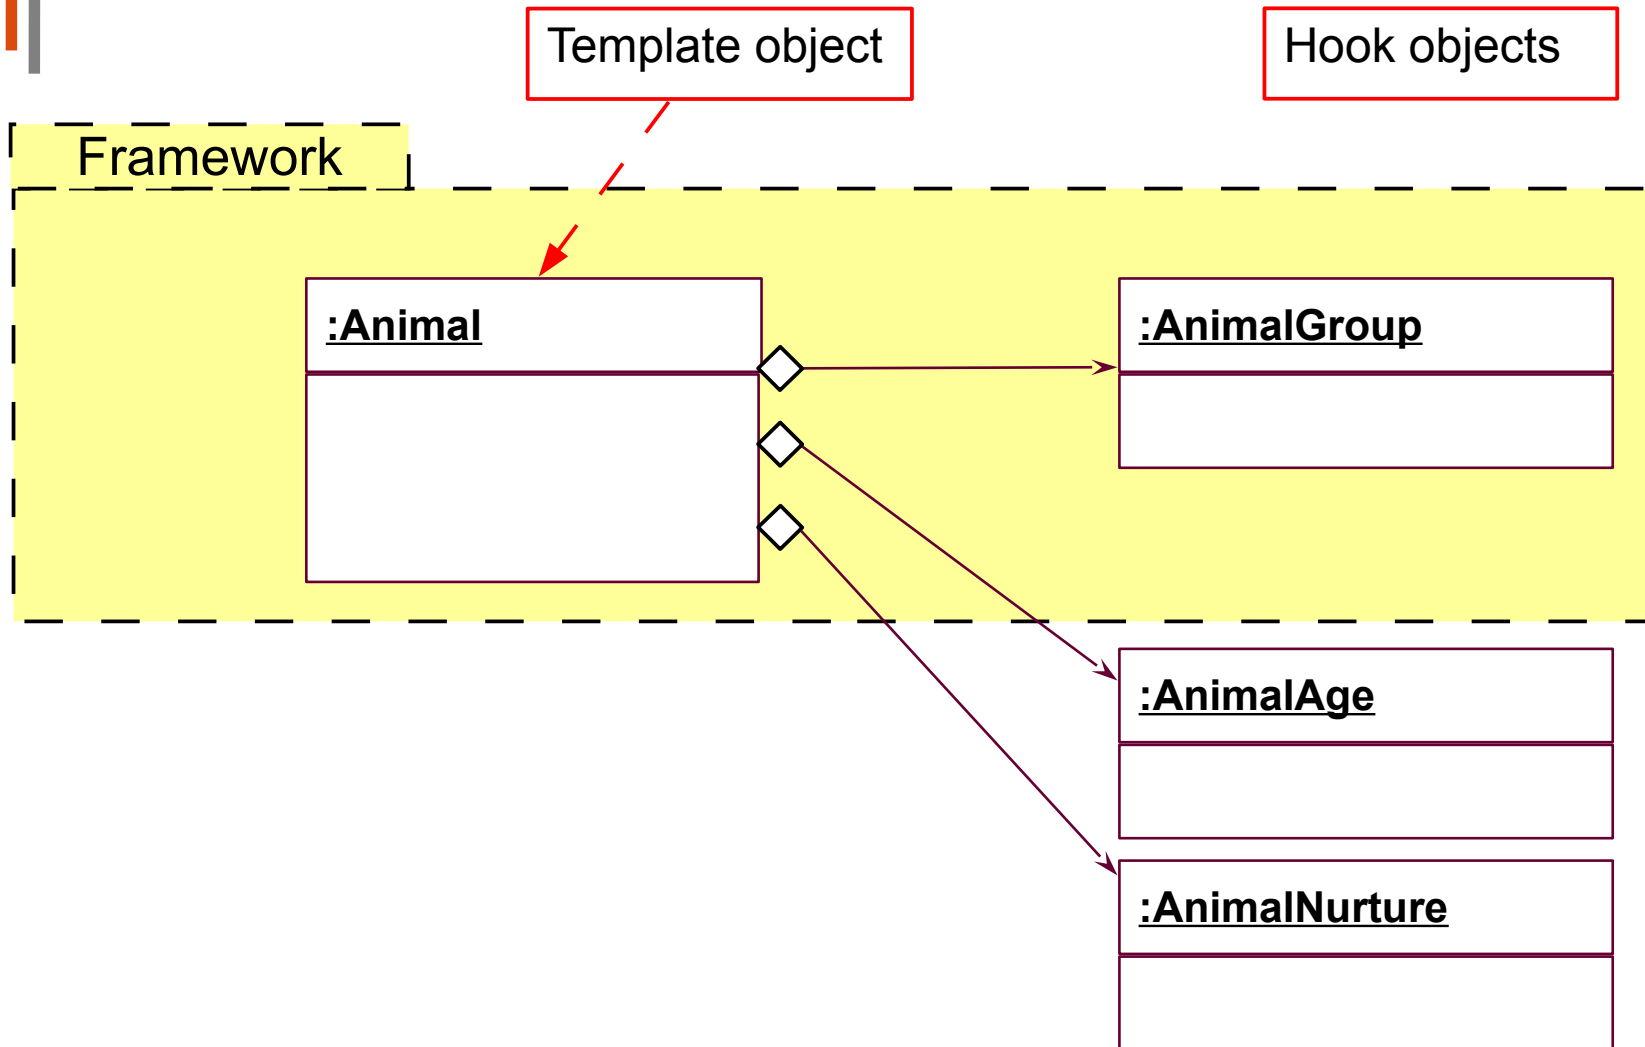 Template object
Hook objects
Framework
:Animal
:AnimalGroup
:AnimalAge
:AnimalNurture